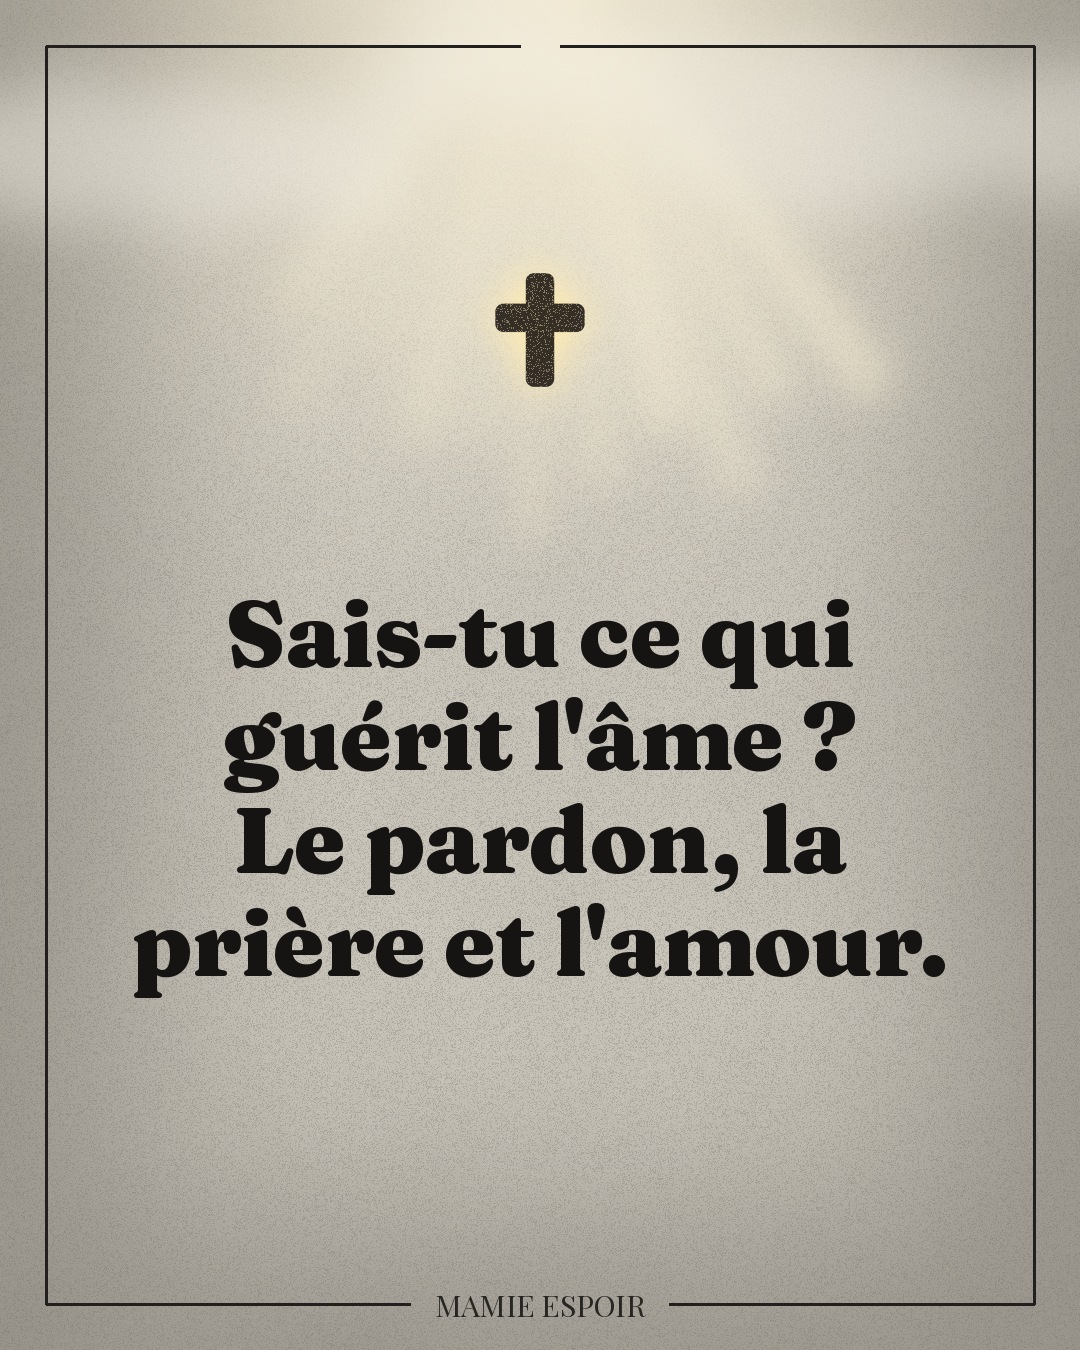 Sais-tu ce qui
guérit l'âme ?
Le pardon, la
prière et l'amour.
MAMIE ESPOIR